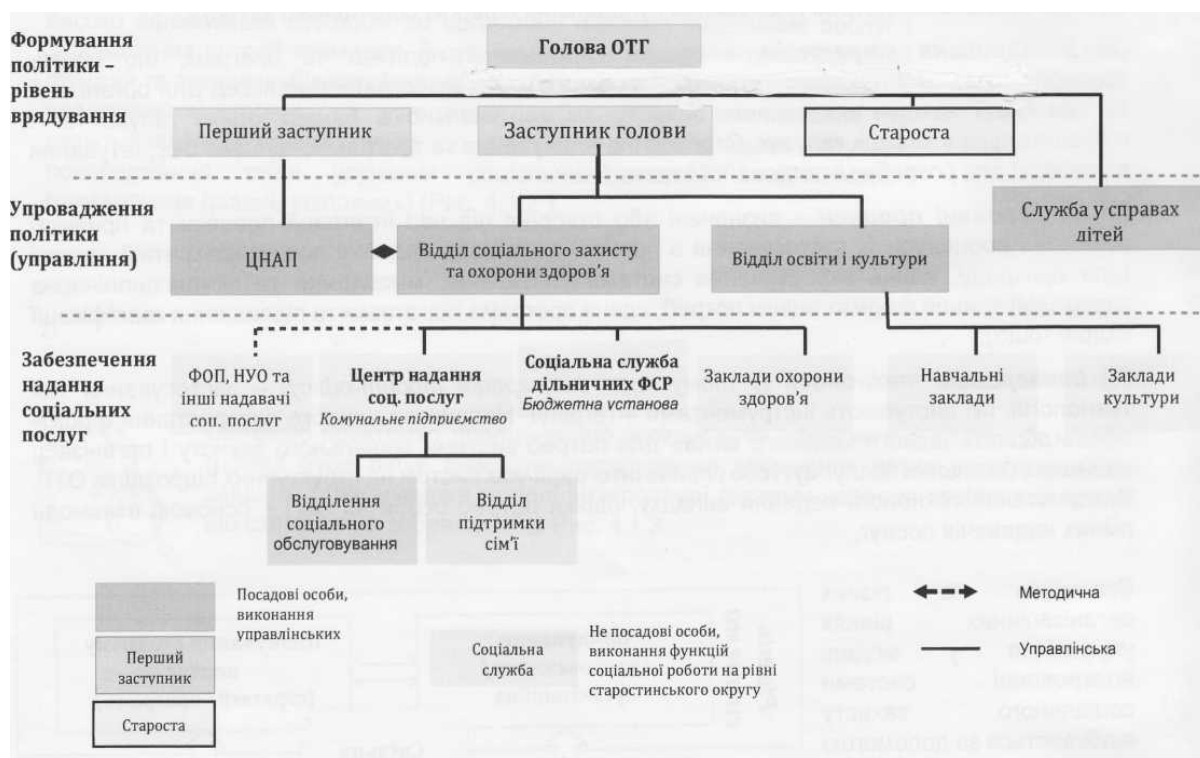 Формування
політики –
рівень
врядування
Голова ОТГ
Перший заступник
Заступник голови
Староста
Упровадження
політики
(управління)
ЦНАП
Відділ соціального захисту
та охорони здоров'я
Відділ освіти і культури
Служба у справах
дітей
Забезпечення
надання
соціальних
послуг
ФОП, НУО та
інші надавачі
соц. послуг
Центр надання
соц. послуг
Комунальне підприємство
Соціальна служба
дільничних ФСР
Бюджетна установа
Заклади охорони
здоров'я
Навчальні
заклади
Заклади
культури
Відділення
соціального
обслуговування
Відділ
підтримки
сім'ї
Посадові особи,
виконання
управлінських
Перший
заступник
Староста
Соціальна
служба
Не посадові особи,
виконання функцій
соціальної роботи на рівні
старостинського округу
Методична
Управлінська